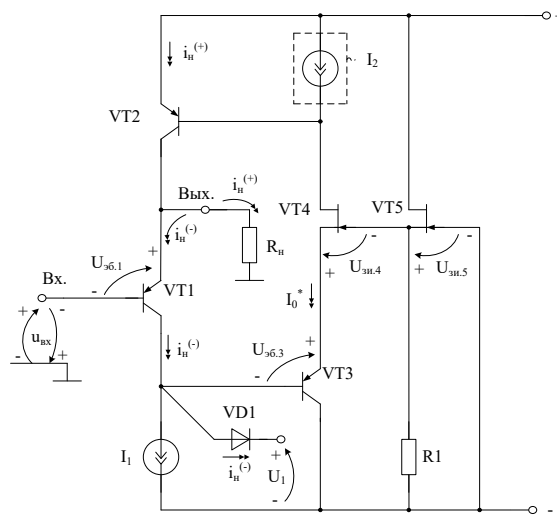 +
iн(+)
I2
VT2
Вых.
iн(+)
VT4
VT5
iн(-)
Rн
-
-
+
Uэб.1
Uзи.4
Uзи.5
+
+
Вх.
-
VT1
I0*
+
-
uвх
iн(-)
+
-
+
Uэб.3
-
VT3
VD1
I1
+
R1
iн(-)
U1
-
-